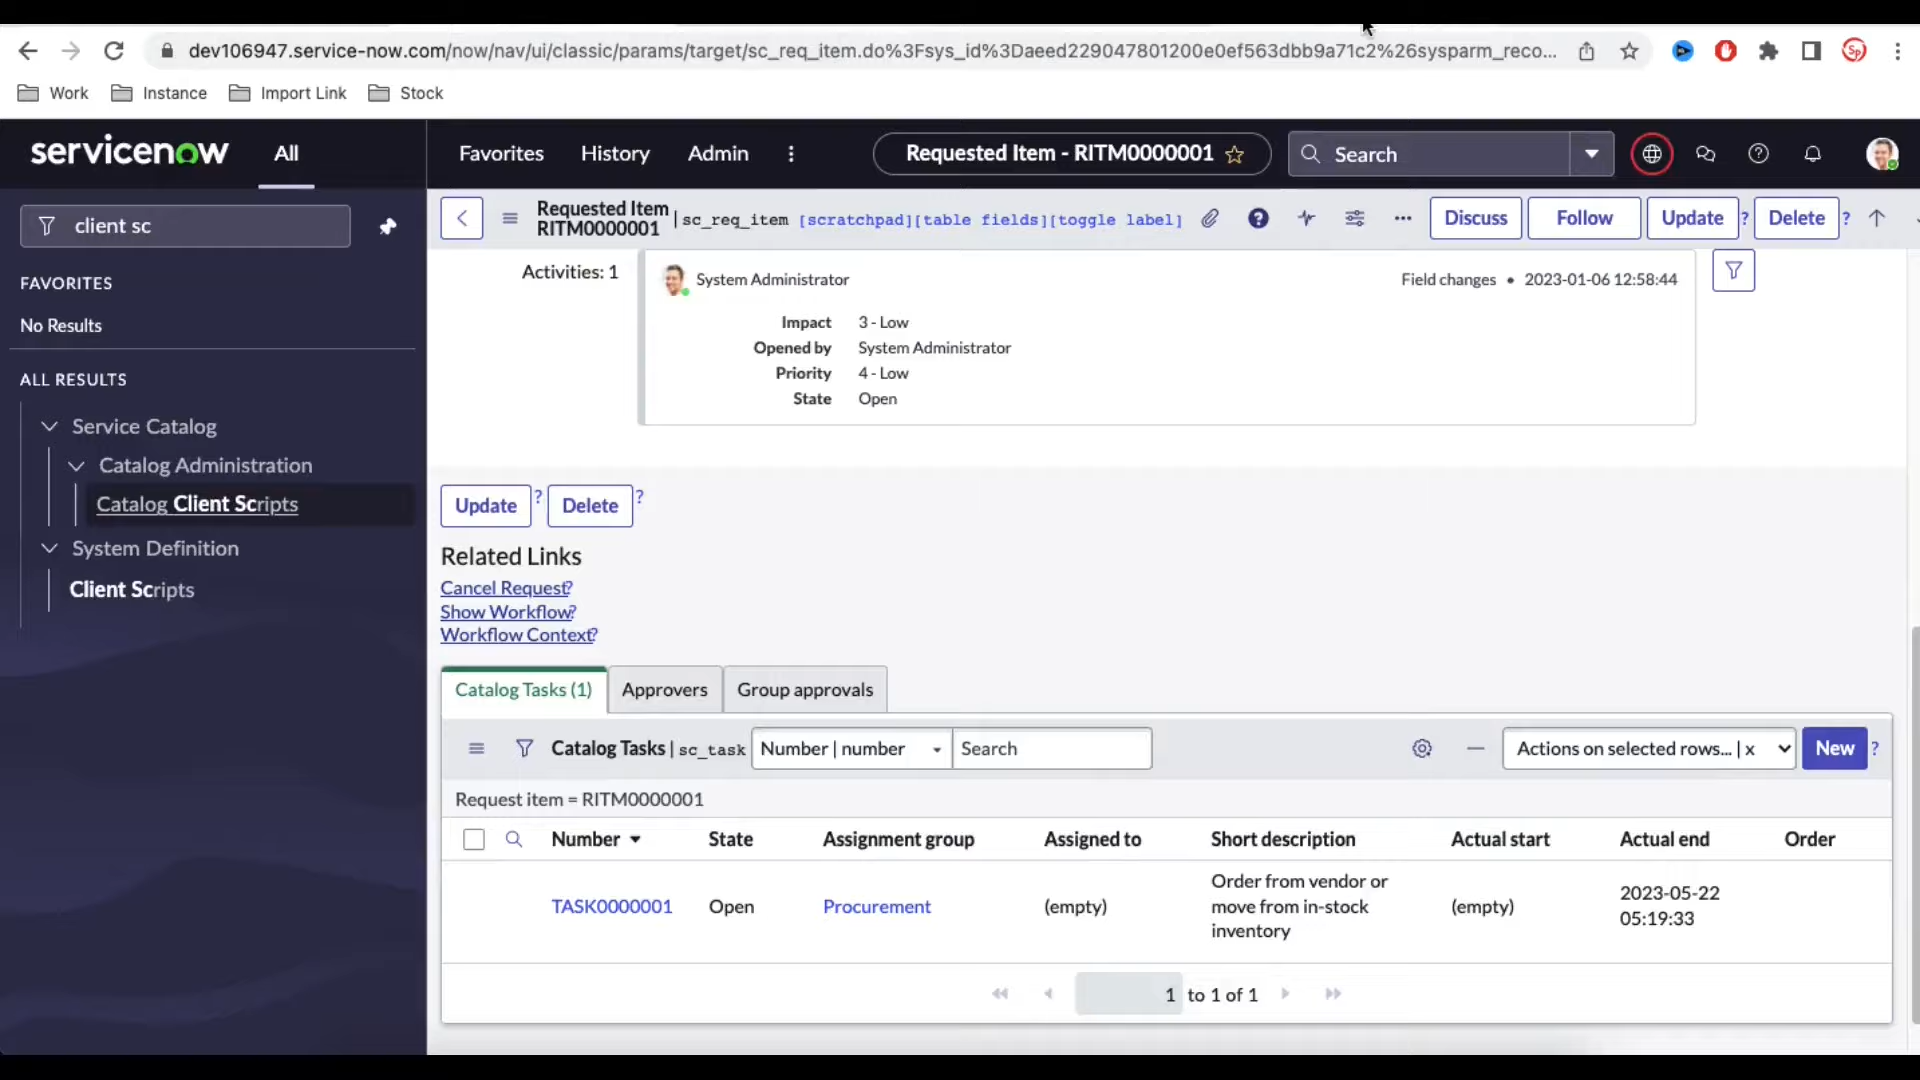 dev106947.service-now.com/now/nav/ui/classic/params/target/sc_req_item.do%3Fsys_id%3Daeed229047801200e0ef563dbb9a71c2%26sysparm_reco...
Work Instance Import Link Stock
servicenow All Favorites History Admin Requested Item - RITM0000001 Search
client sc
Requested Item
RITM0000001 | sc_req_item [scratchpad][table fields][toggle label] Discuss Follow Update ? Delete ?
FAVORITES
No Results
ALL RESULTS
Service Catalog
Catalog Administration
Catalog Client Scripts
System Definition
Client Scripts
Activities: 1
System Administrator Field changes • 2023-01-06 12:58:44
Impact 3 - Low
Opened by System Administrator
Priority 4 - Low
State Open
Update ? Delete ?
Related Links
Cancel Request?
Show Workflow?
Workflow Context?
Catalog Tasks (1) Approvers Group approvals
Catalog Tasks | sc_task Number | number Search Actions on selected rows... | x New ?
Request item = RITM0000001
Number State Assignment group Assigned to Short description Actual start Actual end Order
TASK0000001 Open Procurement (empty) Order from vendor or move from in-stock inventory (empty) 2023-05-22 05:19:33
1 to 1 of 1